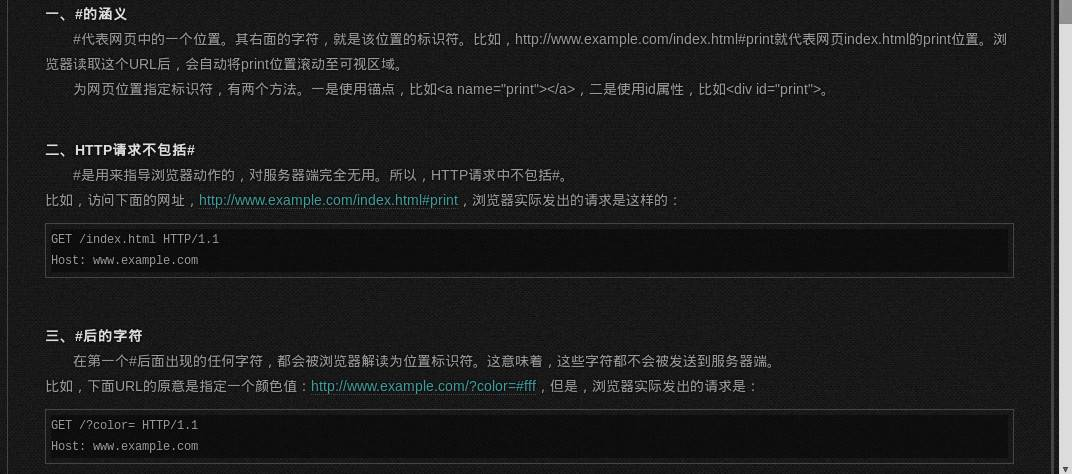 一、#的涵义
#代表网页中的一个位置。其右面的字符，就是该位置的标识符。比如，http://www.example.com/index.html#print就代表网页index.html的print位置。浏
览器读取这个URL后，会自动将print位置滚动至可视区域。
为网页位置指定标识符，有两个方法。一是使用锚点，比如<a name="print"></a>，二是使用id属性，比如<div id="print">。
二、HTTP请求不包括#
#是用来指导浏览器动作的，对服务器端完全无用。所以，HTTP请求中不包括#。
比如，访问下面的网址，http://www.example.com/index.html#print，浏览器实际发出的请求是这样的：
GET /index.html HTTP/1.1
Host: www.example.com
三、#后的字符
在第一个#后面出现的任何字符，都会被浏览器解读为位置标识符。这意味着，这些字符都不会被发送到服务器端。
比如，下面URL的原意是指定一个颜色值：http://www.example.com/?color=#fff，但是，浏览器实际发出的请求是：
GET /?color= HTTP/1.1
Host: www.example.com